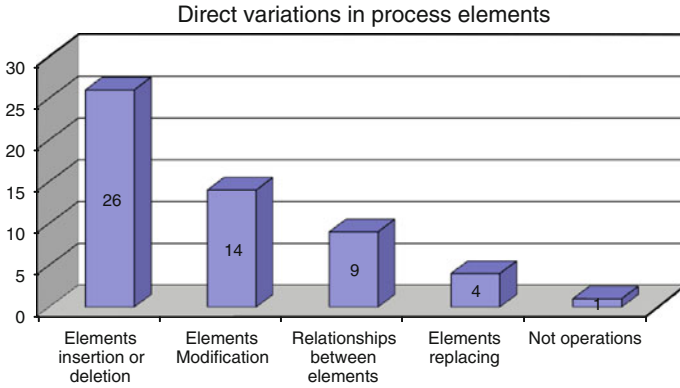 Direct variations in process elements
30
25
20
15
10
5
0
26
14
9
4
1
Elements
insertion or
deletion
Elements
Modification
Relationships
between
elements
Elements
replacing
Not operations